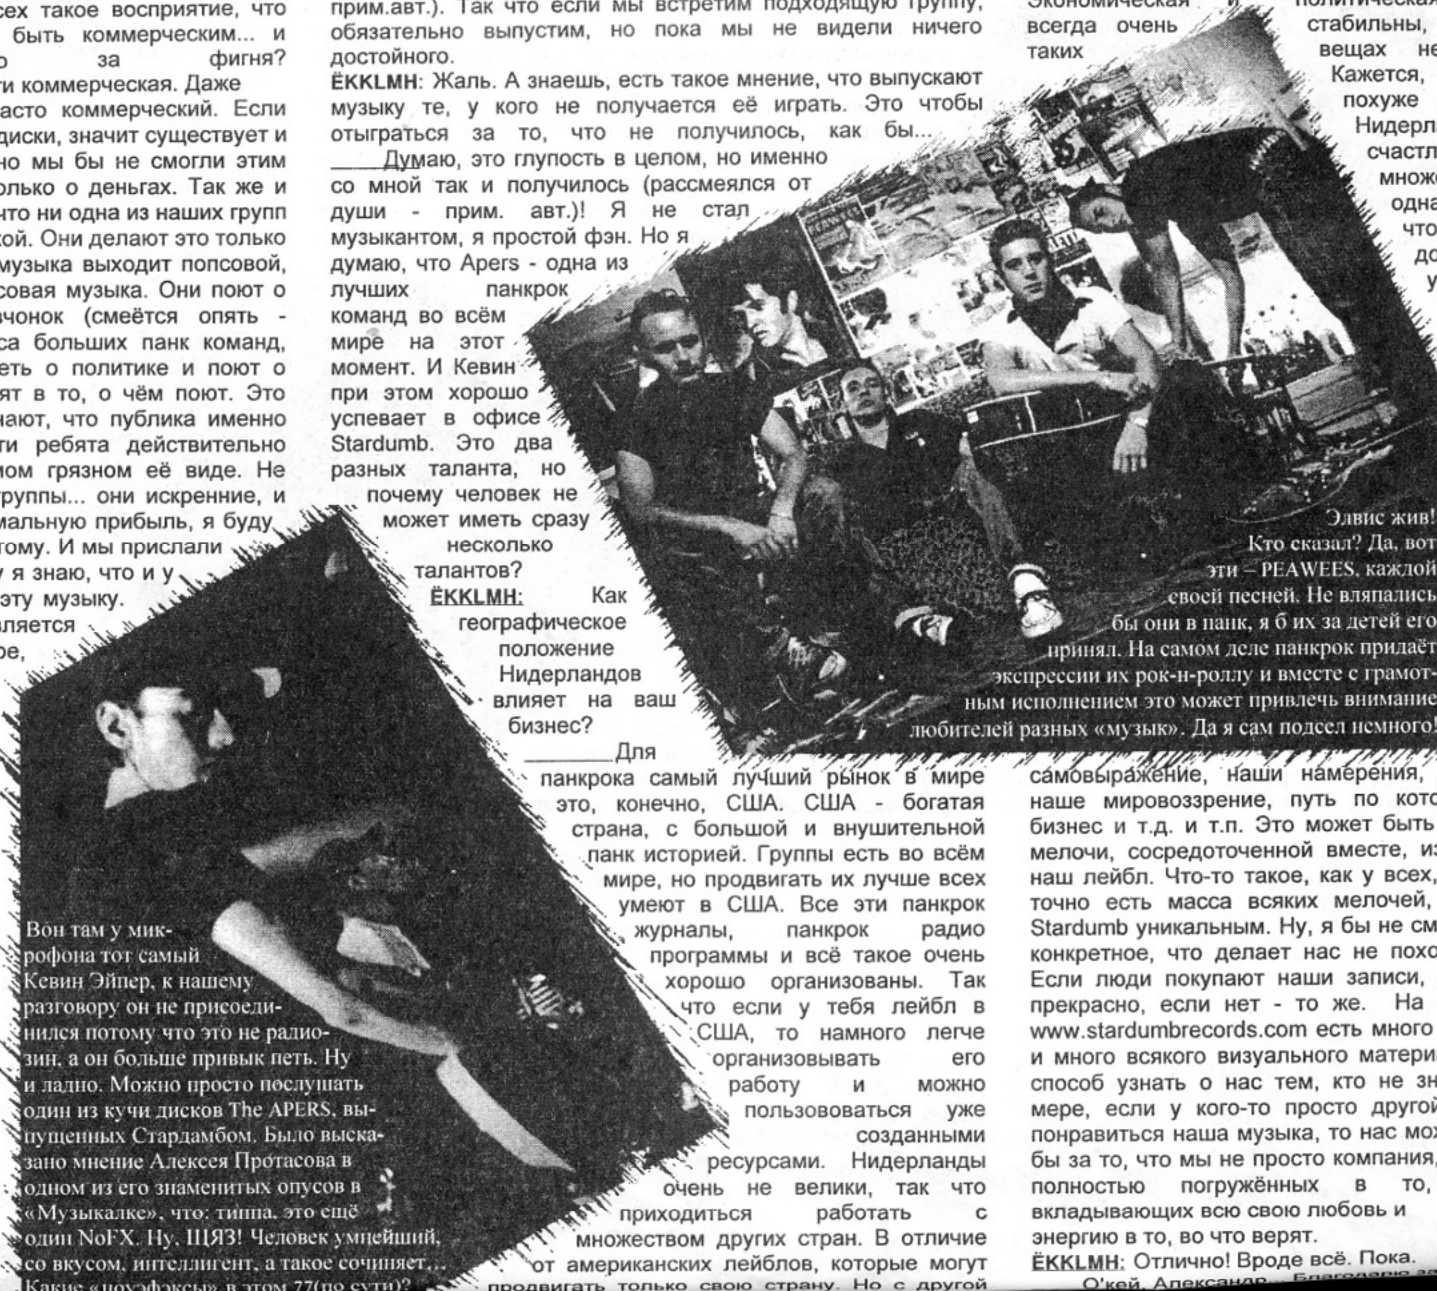 сех такое восприятие, что
быть коммерческим... и
за фигня?
ти коммерческая. Даже
асто коммерческий. Если
диски, значит существует и
но мы бы не смогли этим
олько о деньгах. Так же и
что ни одна из наших групп
кой. Они делают это только
музыка выходит попсовой,
совая музыка. Они поют о
вчонок (смеётся опять -
са больших панк команд,
еть о политике и поют о
ят в то, о чём поют. Это
нают, что публика именно
ти ребята действительно
мом грязном её виде. Не
группы... они искренние, и
мальную прибыль, я буду
тому. И мы прислали
у я знаю, что и у
эту музыку.
вляется
ре,
Вон там у мик-
рофона тот самый
Кевин Эйпер, к нашему
разговору он не присоеди-
нился потому что это не радио-
зин, а он больше привык петь. Ну
и ладно. Можно просто послушать
один из кучи дисков The APERS, вы-
пущенных Стардамбом. Было выска-
зано мнение Алексея Протасова в
одном из его знаменитых опусов в
«Музыкалке», что: типпа, это ещё
один NoFX. Ну, ЩЯЗ! Человек умнейший,
со вкусом, интеллигент, а такое сочиняет...
Какие «ноуэфэксы» в этом 77(по сути)?
прим.авт.). Так что если мы встретим подходящую группу,
обязательно выпустим, но пока мы не видели ничего
достойного.
ЁKKLMH: Жаль. А знаешь, есть такое мнение, что выпускают
музыку те, у кого не получается её играть. Это чтобы
отыграться за то, что не получилось, как бы...
_____Думаю, это глупость в целом, но именно
со мной так и получилось (рассмеялся от
души - прим. авт.)! Я не стал
музыкантом, я простой фэн. Но я
думаю, что Apers - одна из
лучших панкрок
команд во всём
мире на этот
момент. И Кевин
при этом хорошо
успевает в офисе
Stardumb. Это два
разных таланта, но
почему человек не
может иметь сразу
несколько
талантов?
ЁKKLMH: Как
географическое
положение
Нидерландов
влияет на ваш
бизнес?
_____Для
панкрока самый лучший рынок в мире
это, конечно, США. США - богатая
страна, с большой и внушительной
панк историей. Группы есть во всём
мире, но продвигать их лучше всех
умеют в США. Все эти панкрок
журналы, панкрок радио
программы и всё такое очень
хорошо организованы. Так
что если у тебя лейбл в
США, то намного легче
организовывать его
работу и можно
пользововаться уже
созданными
ресурсами. Нидерланды
очень не велики, так что
приходиться работать с
множеством других стран. В отличие
от американских лейблов, которые могут
продвигать только свою страну. Но с другой
Экономическая и политическая
всегда очень стабильны,
таких вещах не
Кажется,
похуже
Нидерл
счастл
множе
одна
что
до
у
Элвис жив!
Кто сказал? Да, вот
эти – PEAWEES, каждой
своей песней. Не вляпались
бы они в панк, я б их за детей его
принял. На самом деле панкрок придаёт
экспрессии их рок-н-роллу и вместе с грамот-
ным исполнением это может привлечь внимание
любителей разных «музык». Да я сам подсел немного!
самовыражение, наши намерения,
наше мировоззрение, путь по кото
бизнес и т.д. и т.п. Это может быть
мелочи, сосредоточенной вместе, из
наш лейбл. Что-то такое, как у всех,
точно есть масса всяких мелочей,
Stardumb уникальным. Ну, я бы не см
конкретное, что делает нас не похо
Если люди покупают наши записи,
прекрасно, если нет - то же. На
www.stardumbrecords.com есть много
и много всякого визуального матери
способ узнать о нас тем, кто не зн
мере, если у кого-то просто другой
понравиться наша музыка, то нас мож
бы за то, что мы не просто компания,
полностью погружённых в то,
вкладывающих всю свою любовь и
энергию в то, во что верят.
ЁKKLMH: Отлично! Вроде всё. Пока.
О'кей, Александр... Благодарю за